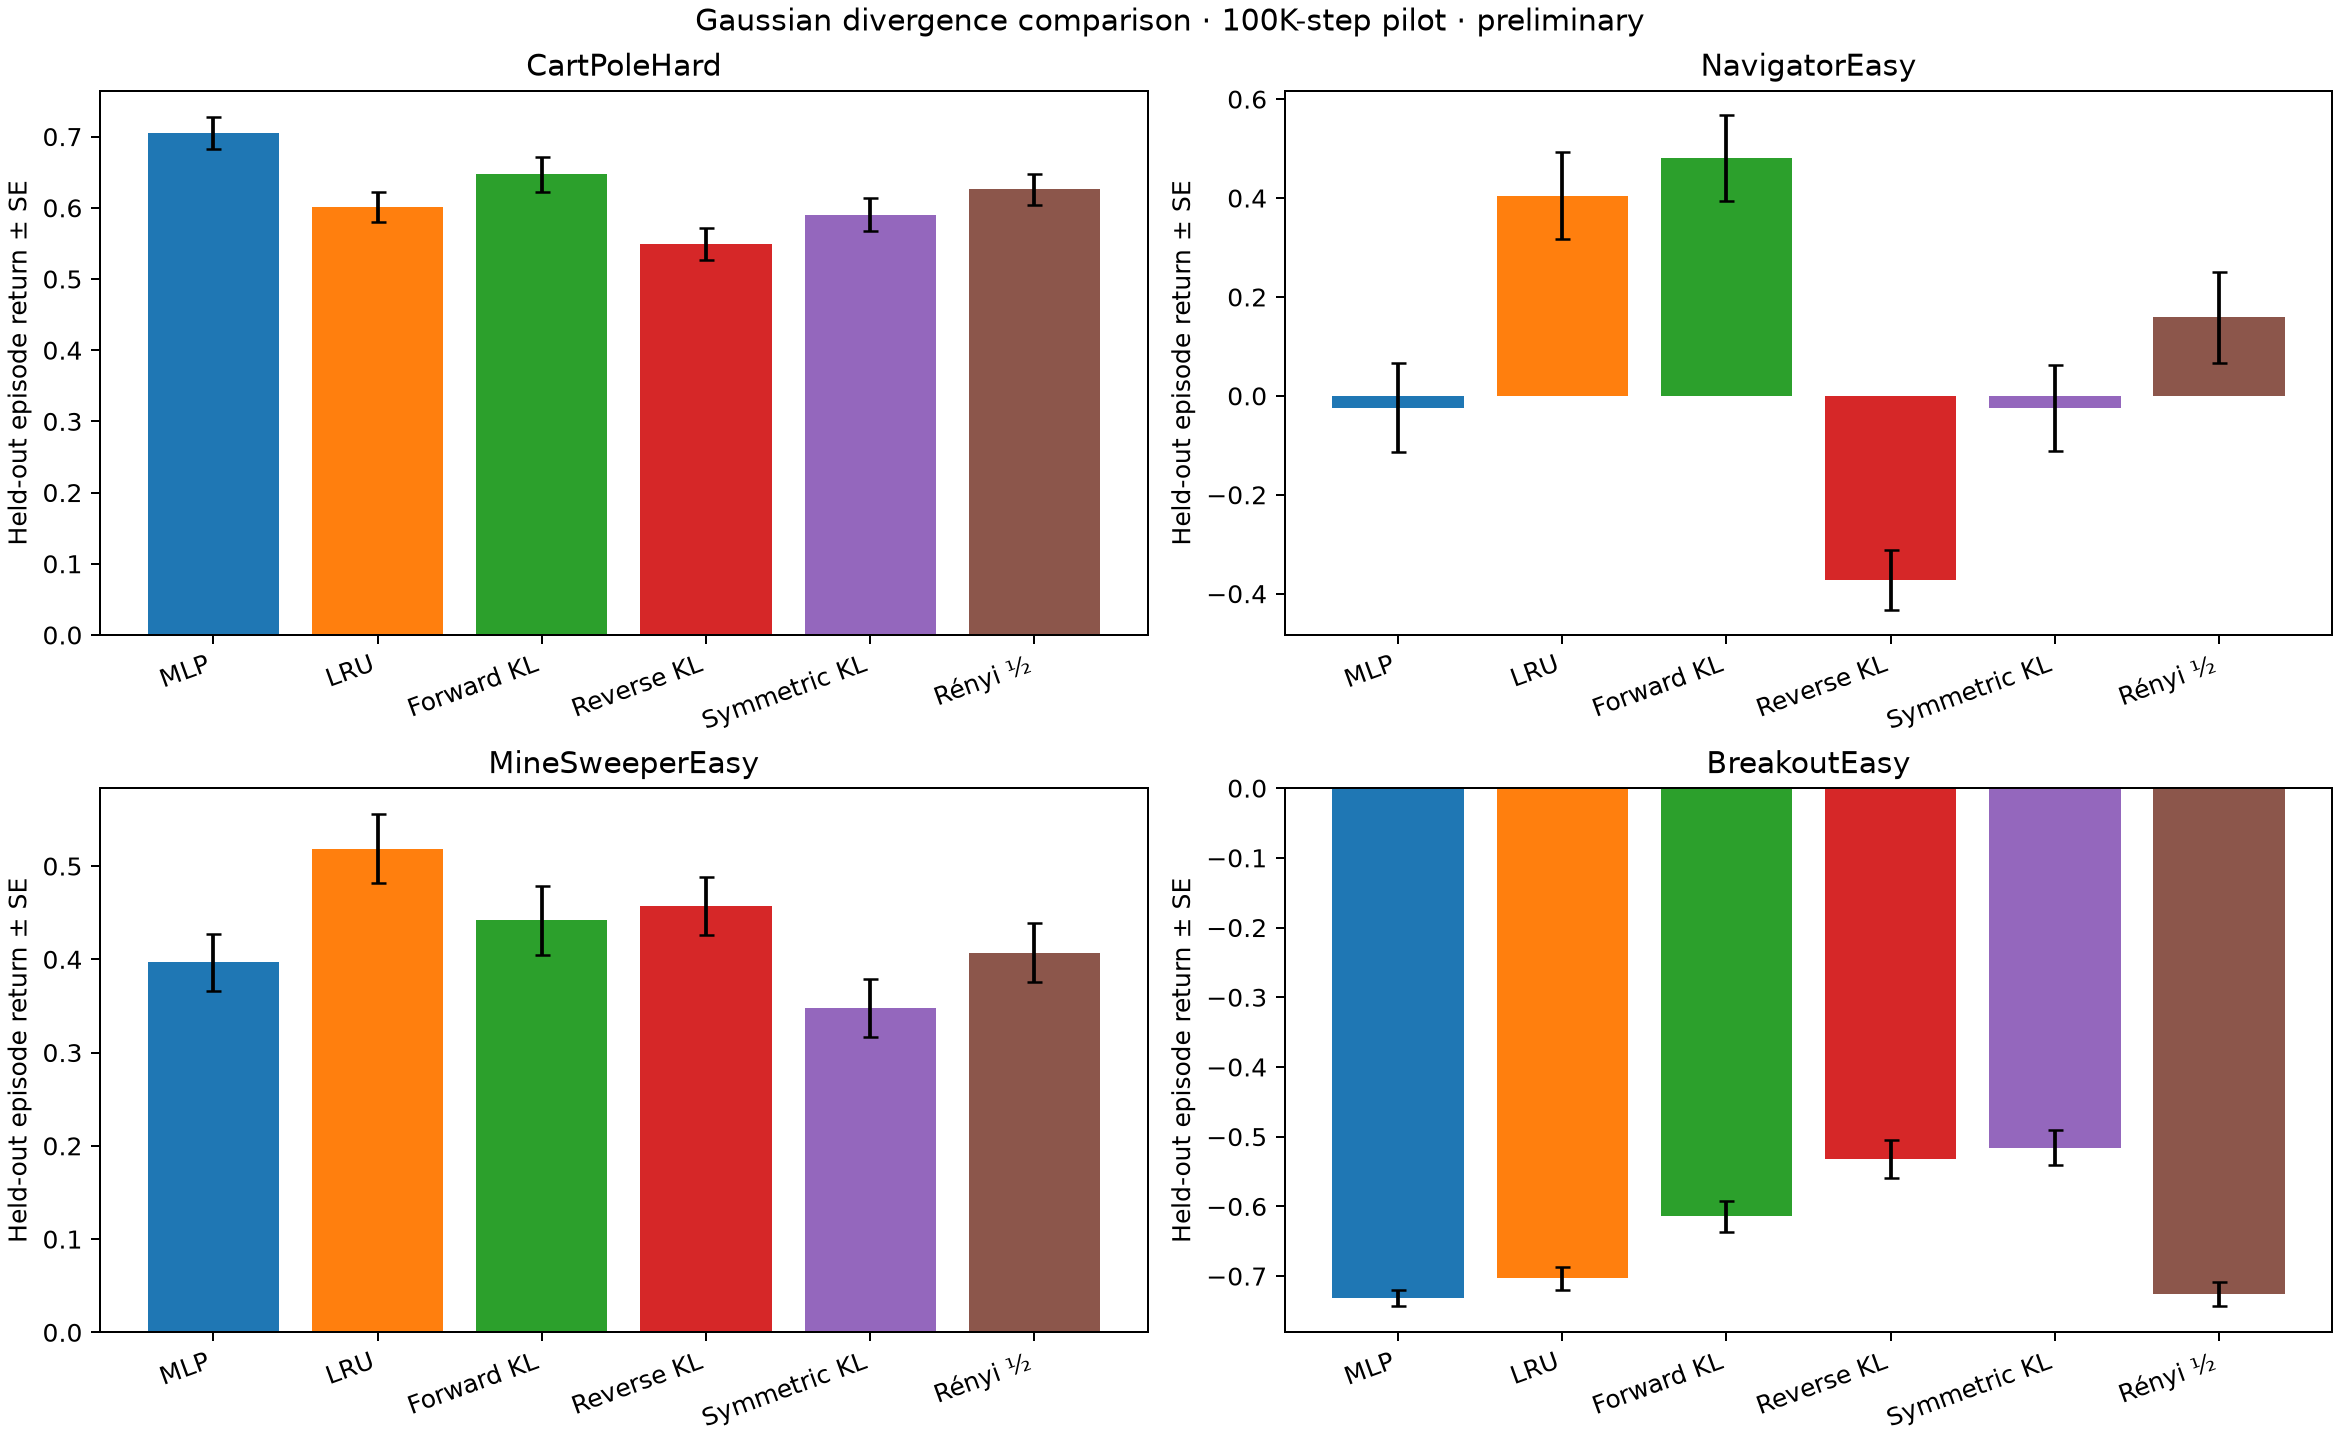 Gaussian divergence comparison · 100K-step pilot · preliminary
CartPoleHard
Held-out episode return ± SE
0.7
0.6
0.5
0.4
0.3
0.2
0.1
0.0
MLP
LRU
Forward KL
Reverse KL
Symmetric KL
Rényi ½
NavigatorEasy
Held-out episode return ± SE
0.6
0.4
0.2
0.0
−0.2
−0.4
MLP
LRU
Forward KL
Reverse KL
Symmetric KL
Rényi ½
MineSweeperEasy
Held-out episode return ± SE
0.5
0.4
0.3
0.2
0.1
0.0
MLP
LRU
Forward KL
Reverse KL
Symmetric KL
Rényi ½
BreakoutEasy
Held-out episode return ± SE
0.0
−0.1
−0.2
−0.3
−0.4
−0.5
−0.6
−0.7
MLP
LRU
Forward KL
Reverse KL
Symmetric KL
Rényi ½